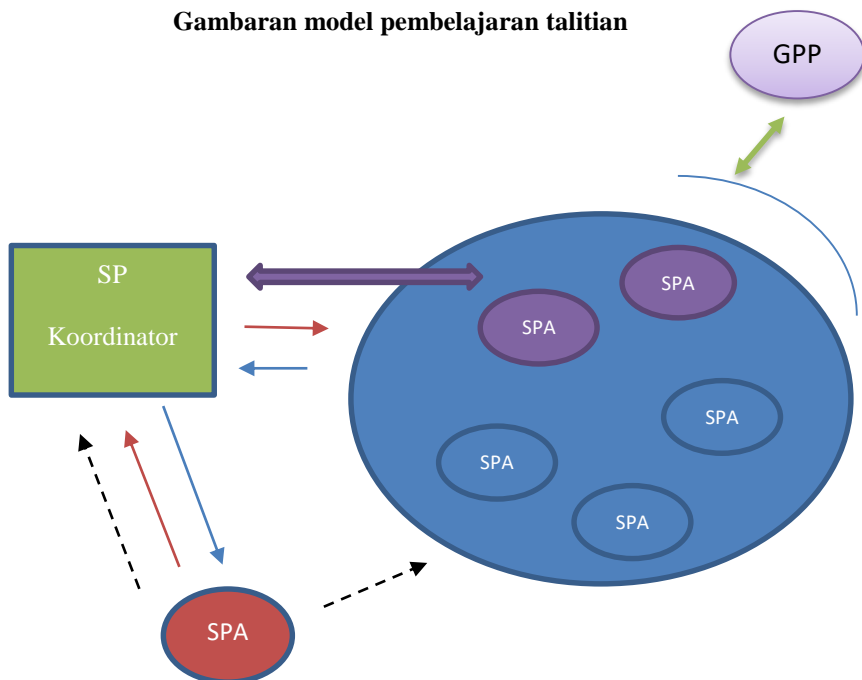 Gambaran model pembelajaran talitian
GPP
SP
Koordinator
SPA
SPA
SPA
SPA
SPA
SPA